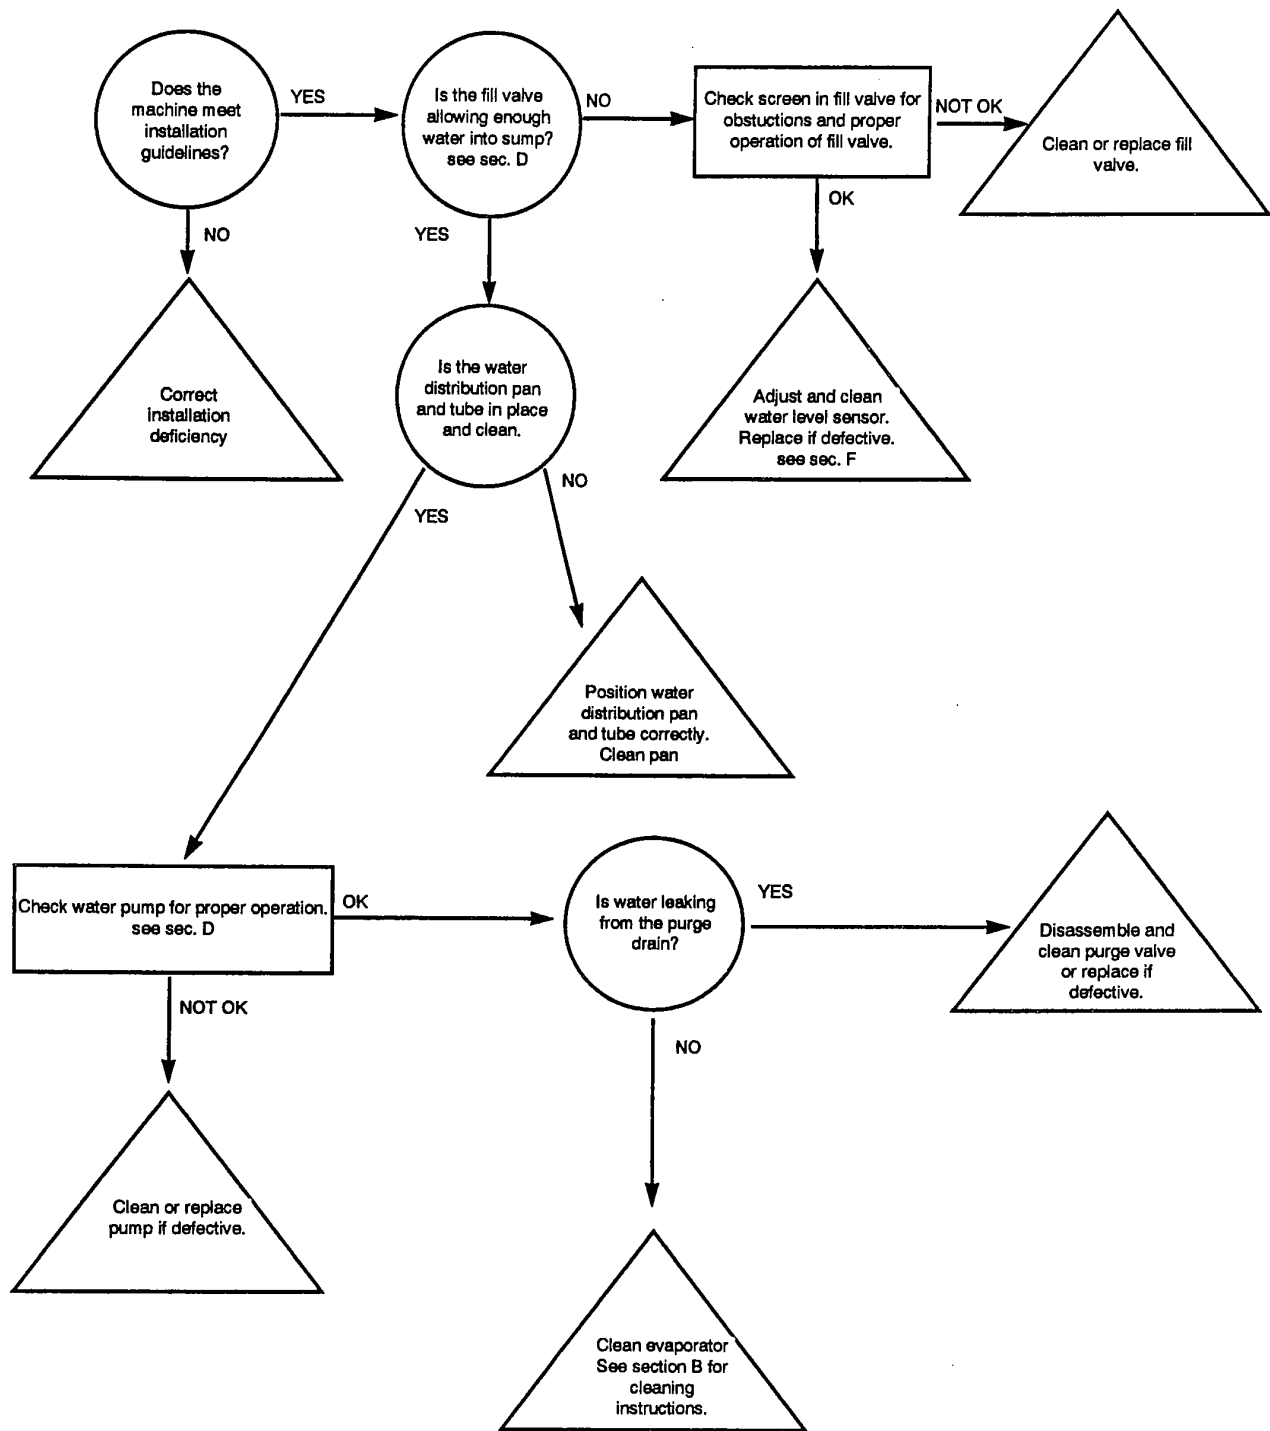 Does the
machine meet
installation
guidelines?
YES
Is the fill valve
allowing enough
water into sump?
see sec. D
NO
Check screen in fill valve for
obstuctions and proper
operation of fill valve.
NOT OK
Clean or replace fill
valve.
NO
YES
OK
Correct
installation
deficiency
Is the water
distribution pan
and tube in place
and clean.
Adjust and clean
water level sensor.
Replace if defective.
see sec. F
YES
NO
Position water
distribution pan
and tube correctly.
Clean pan
Check water pump for proper operation.
see sec. D
OK
Is water leaking
from the purge
drain?
YES
Disassemble and
clean purge valve
or replace if
defective.
NOT OK
NO
Clean or replace
pump if defective.
Clean evaporator
See section B for
cleaning
instructions.